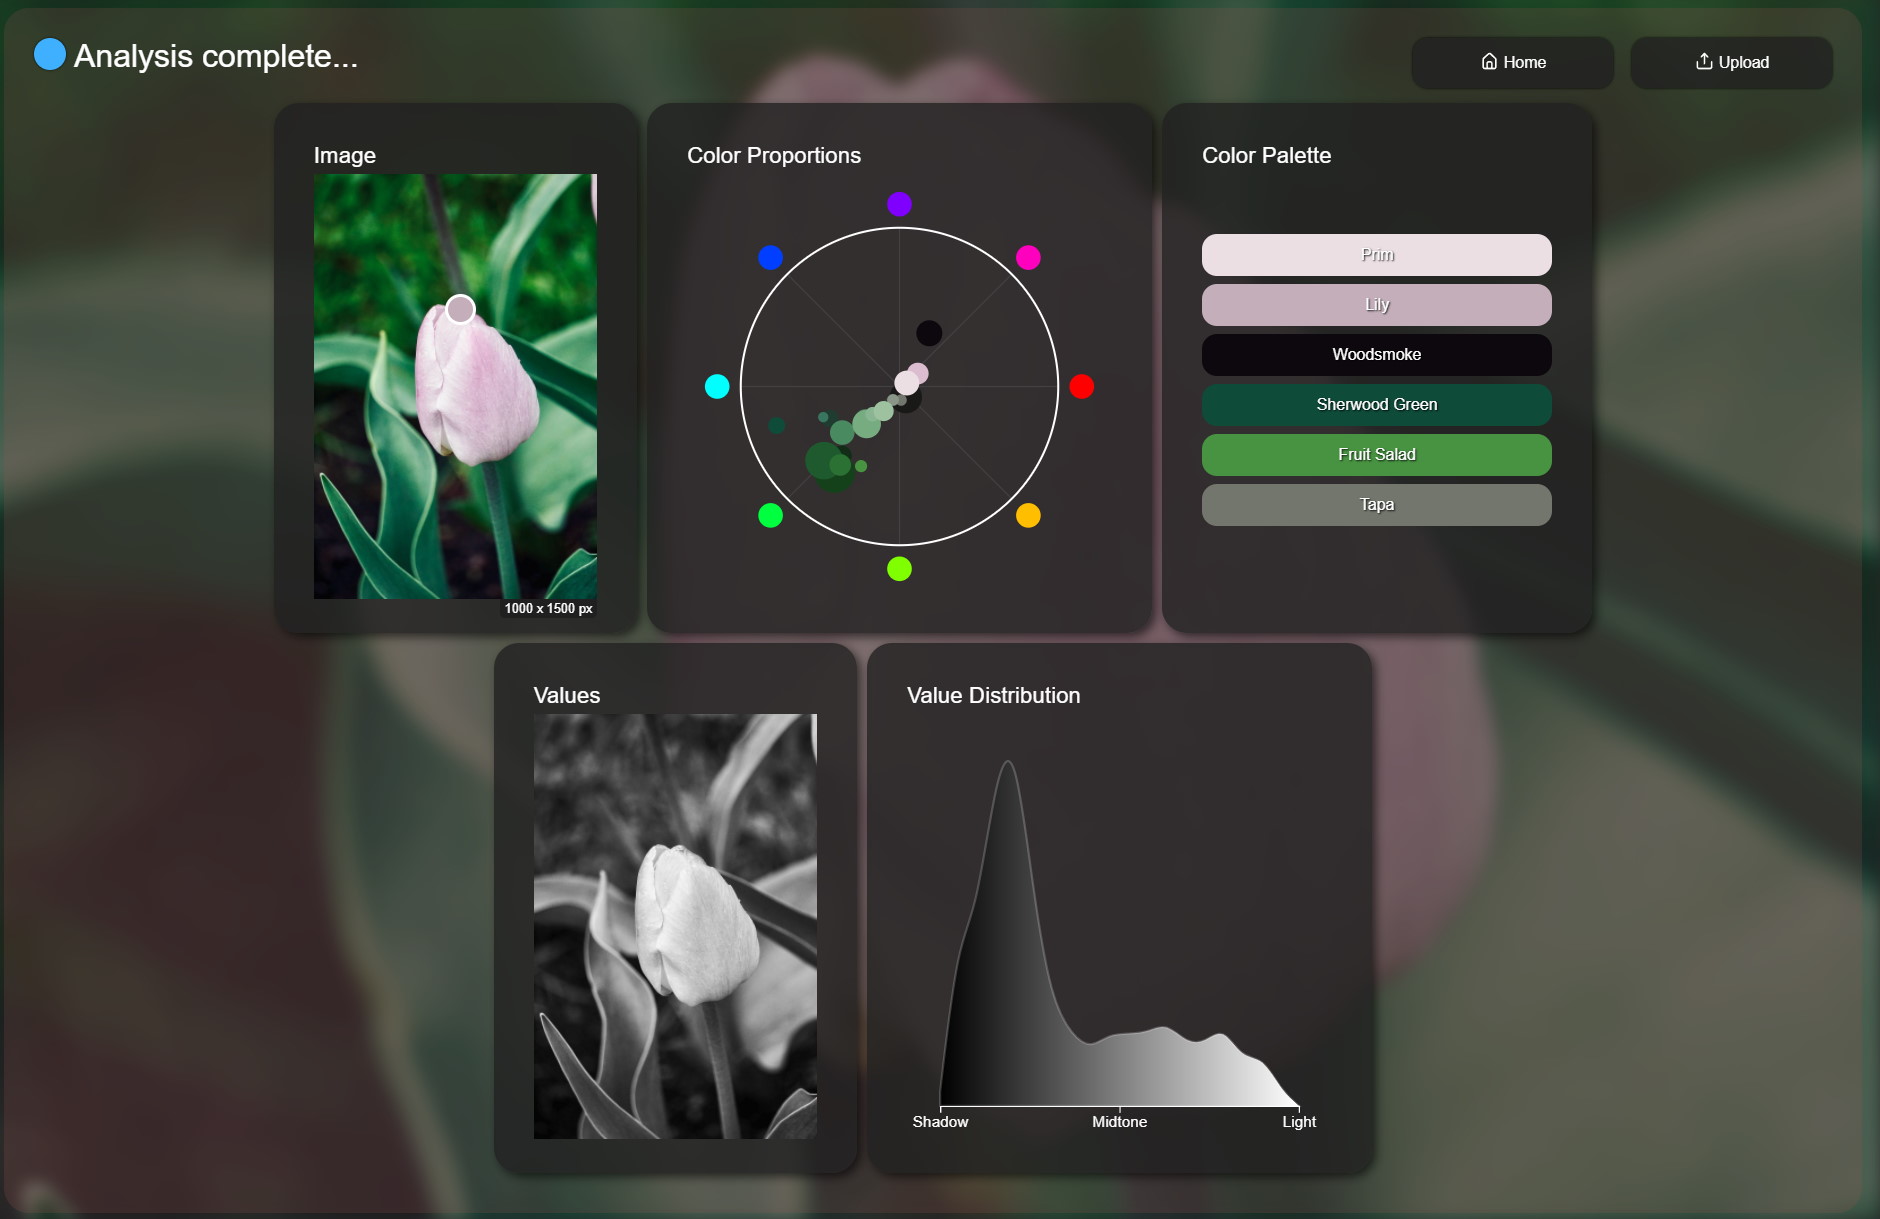 Analysis complete...
Home
Upload
Image
1000 x 1500 px
Color Proportions
Color Palette
Prim
Lily
Woodsmoke
Sherwood Green
Fruit Salad
Tapa
Values
Value Distribution
Shadow
Midtone
Light